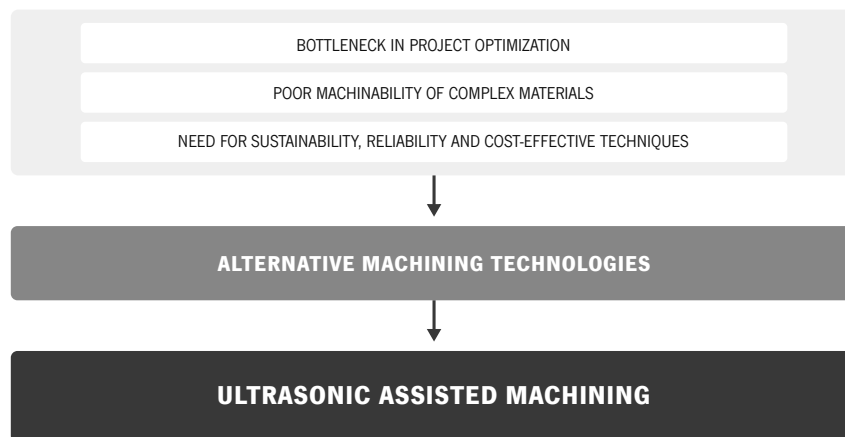 BOTTLENECK IN PROJECT OPTIMIZATION
POOR MACHINABILITY OF COMPLEX MATERIALS
NEED FOR SUSTAINABILITY, RELIABILITY AND COST-EFFECTIVE TECHNIQUES
ALTERNATIVE MACHINING TECHNOLOGIES
ULTRASONIC ASSISTED MACHINING